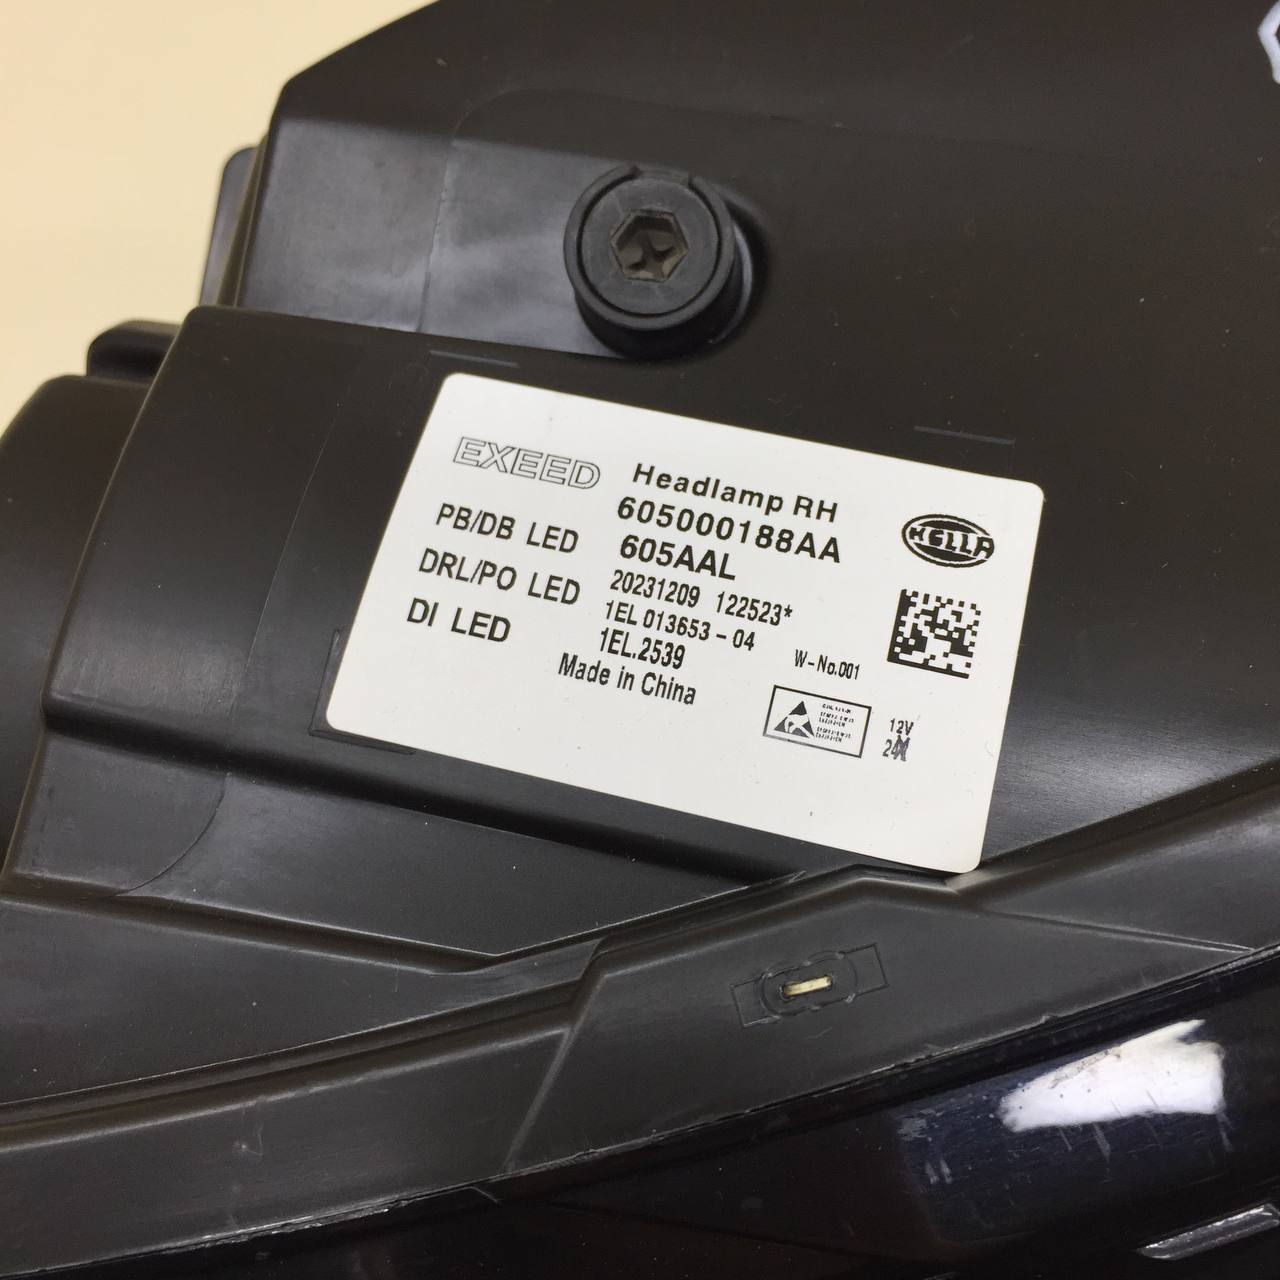 EXEED
Headlamp RH
605000188AA
PB/DB LED
605AAL
DRL/PO LED
20231209 122523*
1EL 013653-04
DI LED
1EL.2539
Made in China
HELLA
W-No.001
12V